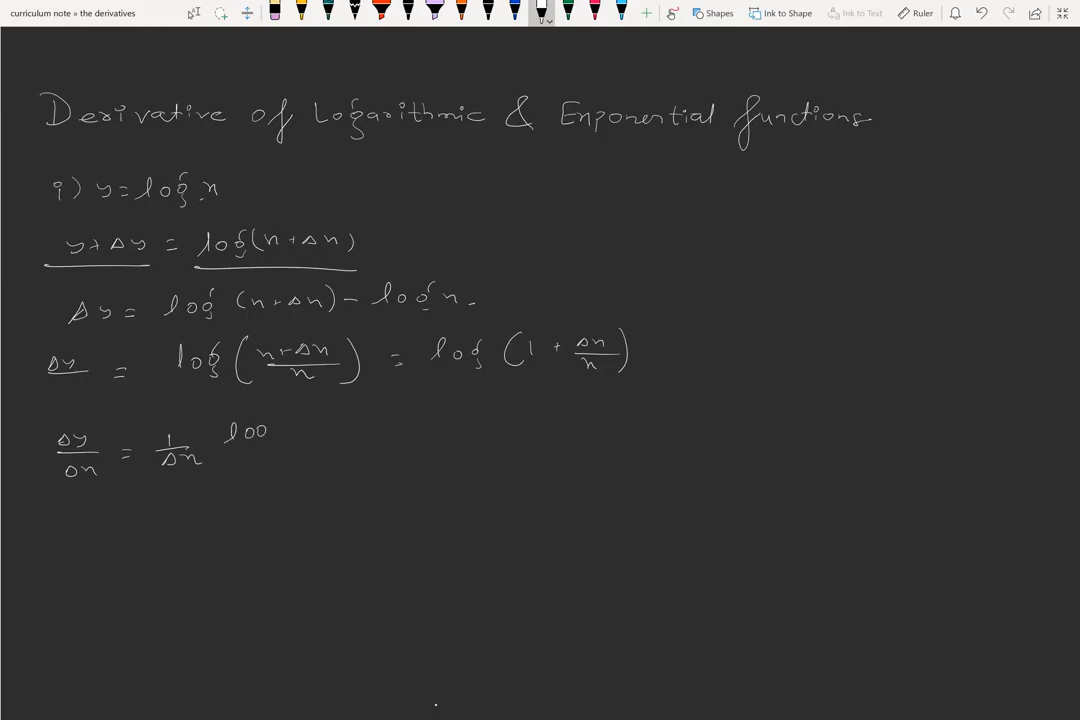 curriculum note » the derivatives
Shapes Ink to Shape Ink to Text Ruler
Derivative of Logarithmic & Exponential functions
i) y = log x
y + Δy = log(x + Δx)
Δy = log (x + Δx) - log x
Δy = log((x + Δx)/x) = log (1 + Δx/x)
Δy/Δx = 1/Δx loo